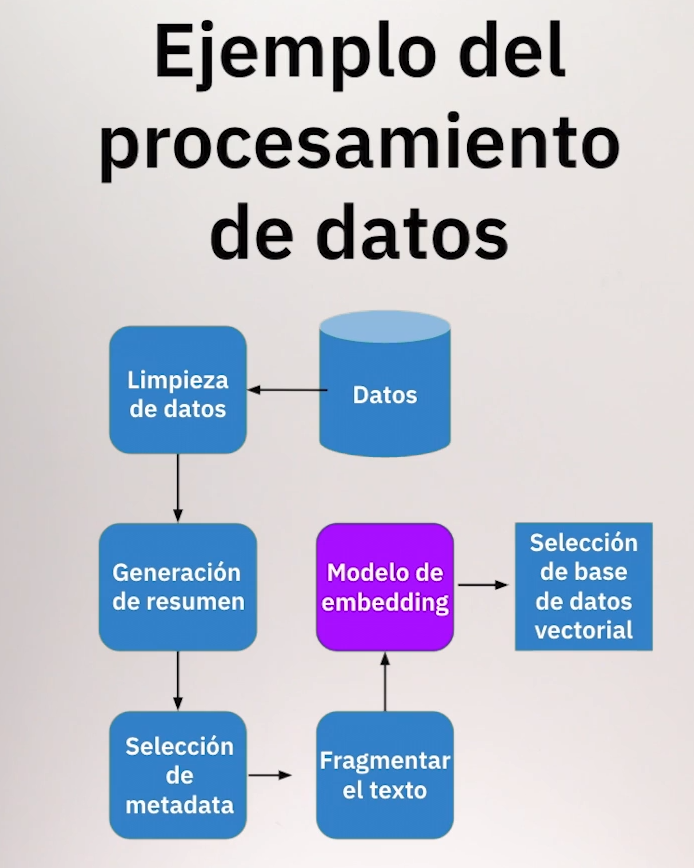 Ejemplo del
procesamiento
de datos
Datos
Limpieza
de datos
Generación
de resumen
Selección
de
metadata
Fragmentar
el texto
Modelo de
embedding
Selección
de base
de datos
vectorial